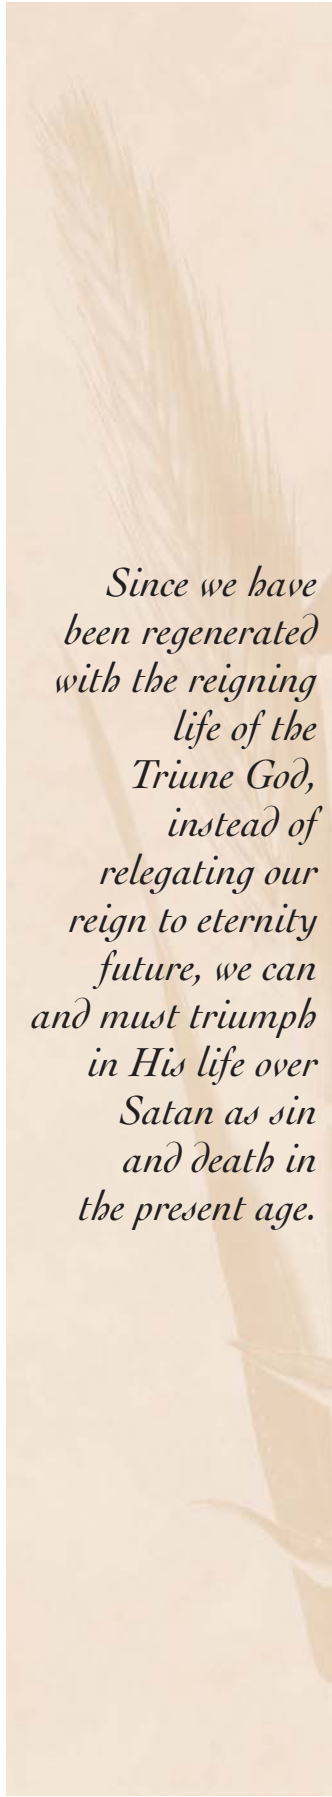 Since we have
been regenerated
with the reigning
life of the
Triune God,
instead of
relegating our
reign to eternity
future, we can
and must triumph
in His life over
Satan as sin
and death in
the present age.